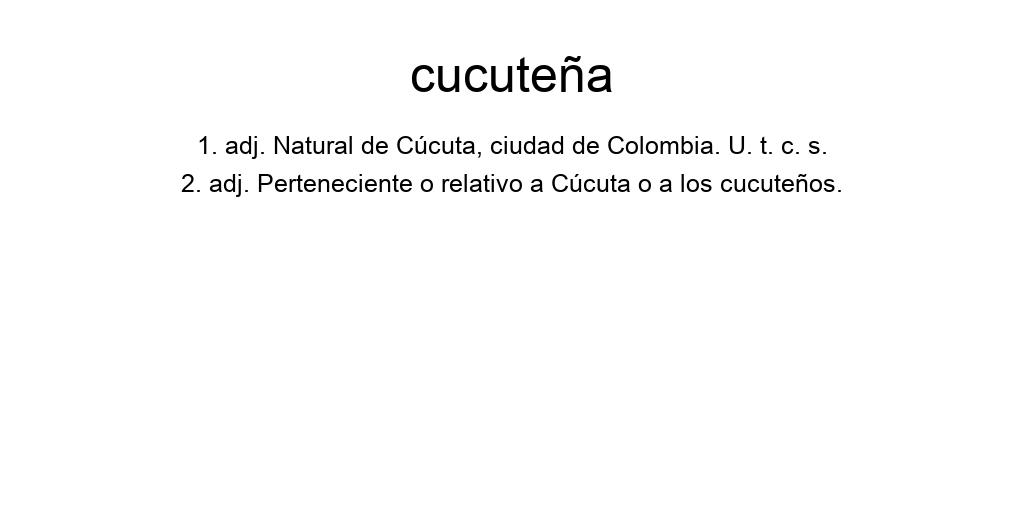 cucuteña
1. adj. Natural de Cúcuta, ciudad de Colombia. U. t. c. s.
2. adj. Perteneciente o relativo a Cúcuta o a los cucuteños.